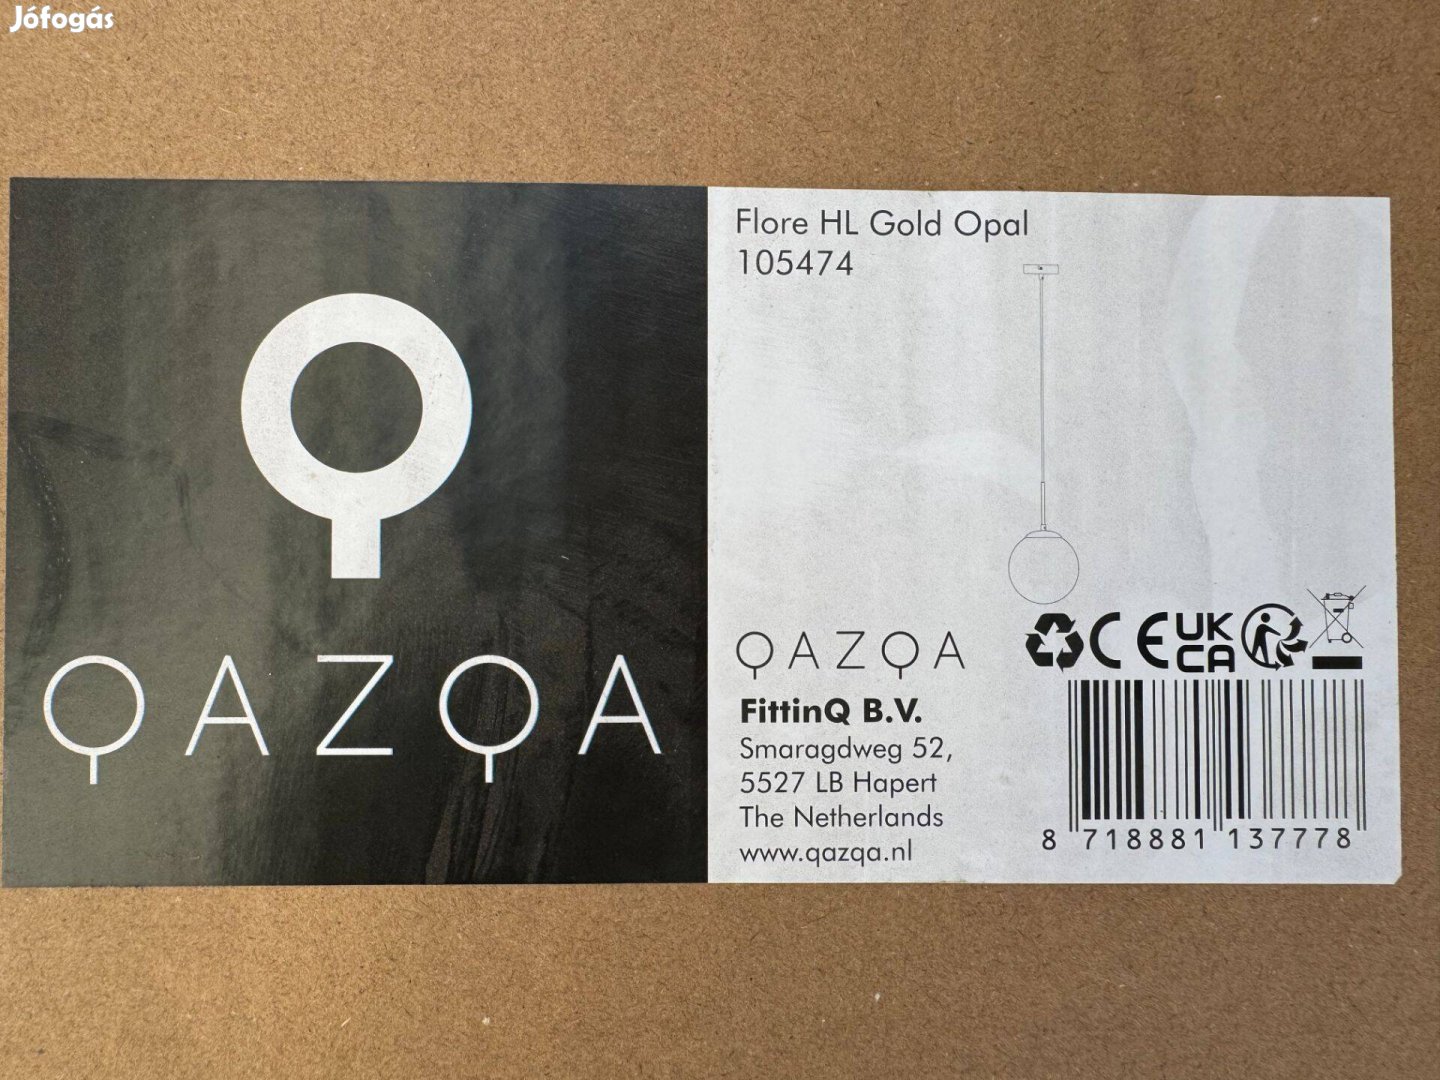 Jófogás
QAZQA
Flore HL Gold Opal
105474
QAZQA
FittinQ B.V.
Smaragdweg 52,
5527 LB Hapert
The Netherlands
www.qazqa.nl
CE UK
CA
8 718881 137778